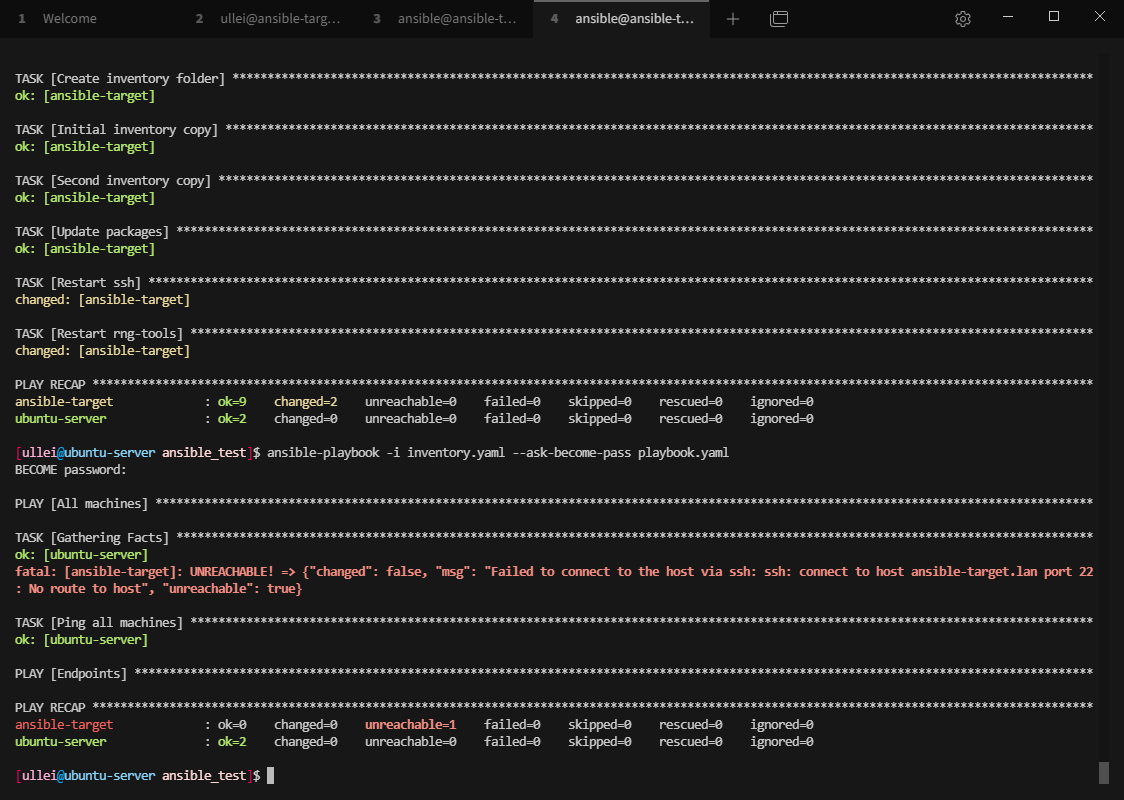 1 Welcome 2 ullei@ansible-targ... 3 ansible@ansible-t... 4 ansible@ansible-t...
TASK [Create inventory folder] ***************************************************************************************************************************
ok: [ansible-target]
TASK [Initial inventory copy] ****************************************************************************************************************************
ok: [ansible-target]
TASK [Second inventory copy] *****************************************************************************************************************************
ok: [ansible-target]
TASK [Update packages] ***********************************************************************************************************************************
ok: [ansible-target]
TASK [Restart ssh] ***************************************************************************************************************************************
changed: [ansible-target]
TASK [Restart rng-tools] *********************************************************************************************************************************
changed: [ansible-target]
PLAY RECAP ***********************************************************************************************************************************************
ansible-target             : ok=9    changed=2    unreachable=0    failed=0    skipped=0    rescued=0    ignored=0
ubuntu-server              : ok=2    changed=0    unreachable=0    failed=0    skipped=0    rescued=0    ignored=0
[ullei@ubuntu-server ansible_test]$ ansible-playbook -i inventory.yaml --ask-become-pass playbook.yaml
BECOME password:
PLAY [All machines] **************************************************************************************************************************************
TASK [Gathering Facts] ***********************************************************************************************************************************
ok: [ubuntu-server]
fatal: [ansible-target]: UNREACHABLE! => {"changed": false, "msg": "Failed to connect to the host via ssh: ssh: connect to host ansible-target.lan port 22
: No route to host", "unreachable": true}
TASK [Ping all machines] *********************************************************************************************************************************
ok: [ubuntu-server]
PLAY [Endpoints] *****************************************************************************************************************************************
PLAY RECAP ***********************************************************************************************************************************************
ansible-target             : ok=0    changed=0    unreachable=1    failed=0    skipped=0    rescued=0    ignored=0
ubuntu-server              : ok=2    changed=0    unreachable=0    failed=0    skipped=0    rescued=0    ignored=0
[ullei@ubuntu-server ansible_test]$